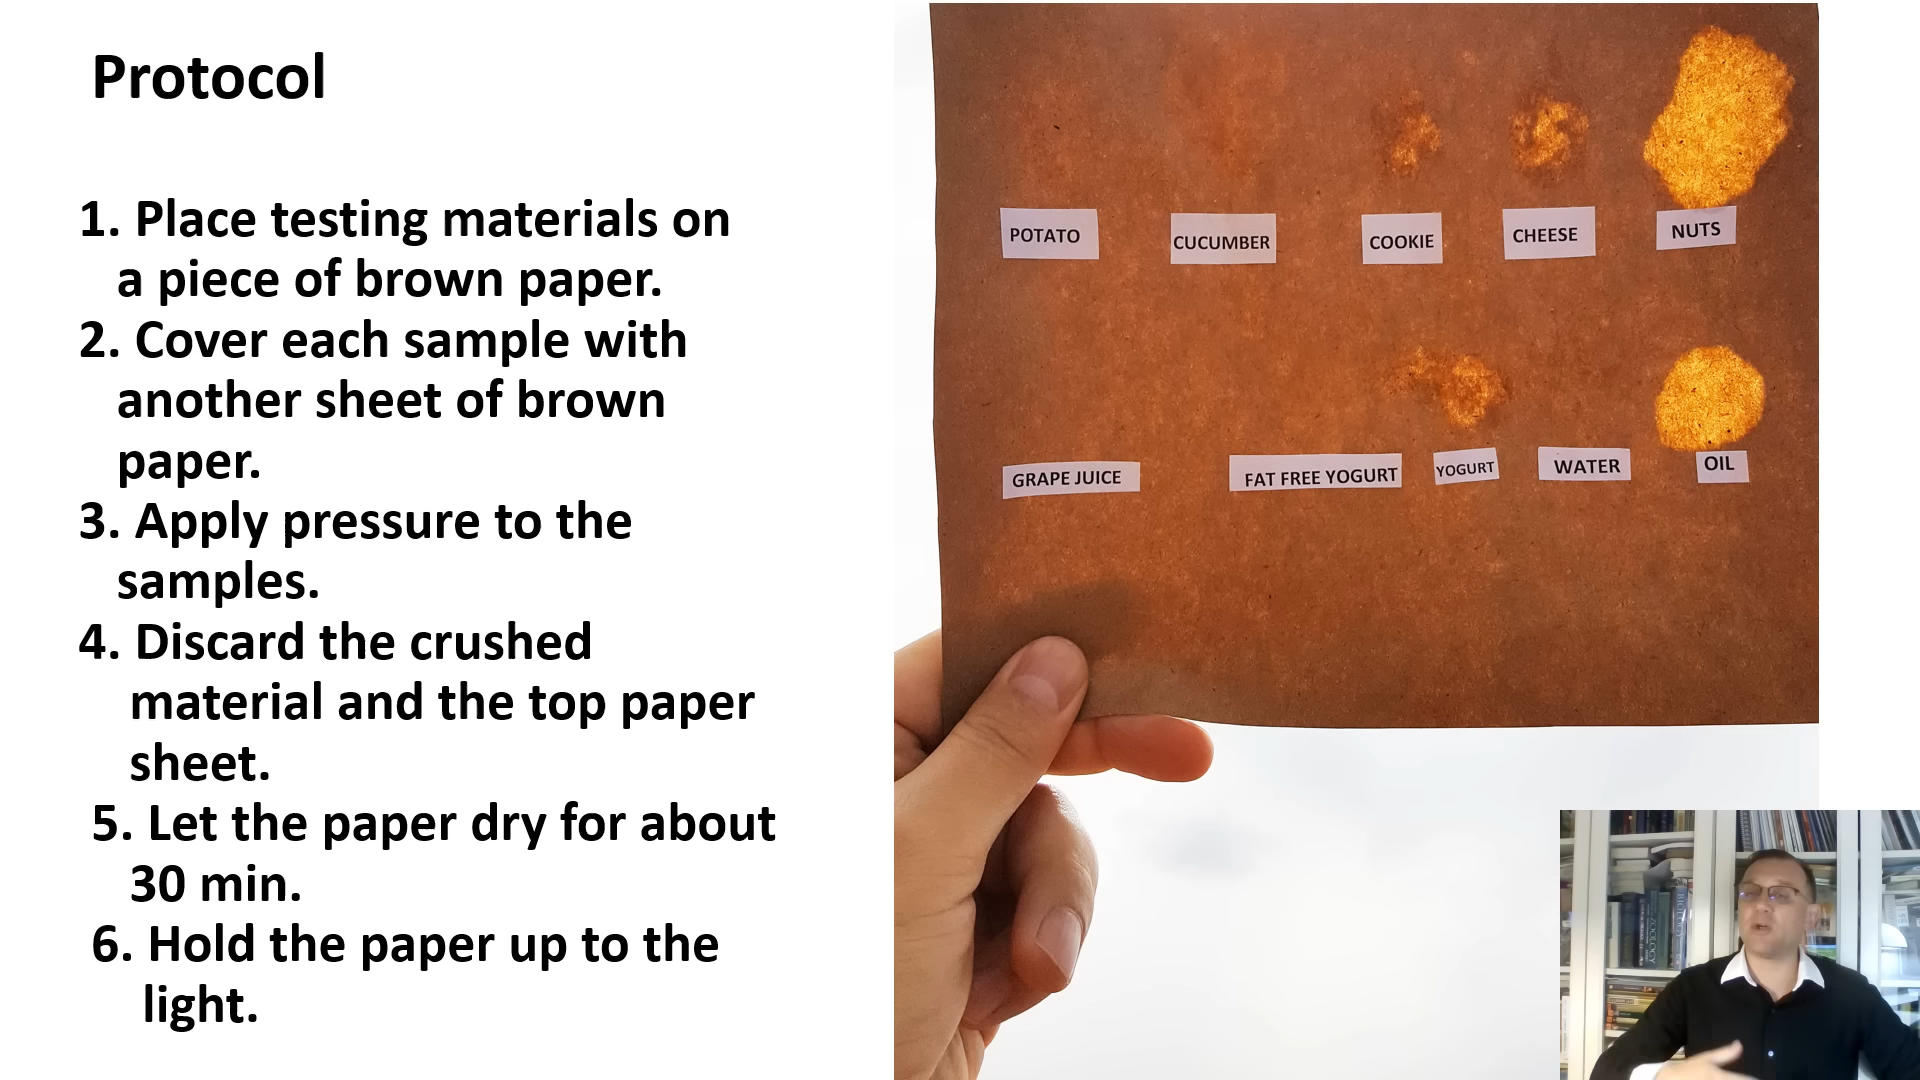 Protocol
1. Place testing materials on
a piece of brown paper.
2. Cover each sample with
another sheet of brown
paper.
3. Apply pressure to the
samples.
4. Discard the crushed
material and the top paper
sheet.
5. Let the paper dry for about
30 min.
6. Hold the paper up to the
light.
POTATO
CUCUMBER
COOKIE
CHEESE
NUTS
GRAPE JUICE
FAT FREE YOGURT
YOGURT
WATER
OIL
ZOOLOGY